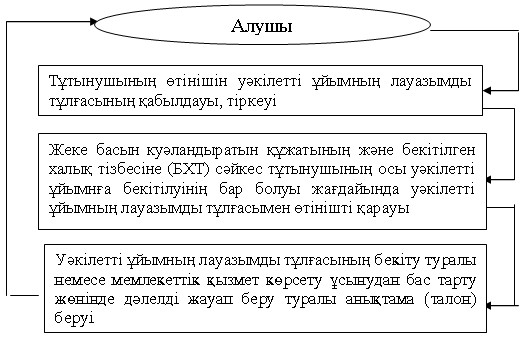 Алушы
Тұтынушының өтінішін уәкілетті ұйымның лауазымды
тұлғасының қабылдауы, тіркеуі
Жеке басын куәландыратын құжатының және бекітілген
халық тізбесіне (БХТ) сәйкес тұтынушының осы уәкілетті
ұйымнға бекітілуінің бар болуы жағдайында уәкілетті
ұйымның лауазымды тұлғасымен өтінішті қарауы
Уәкілетті ұйымның лауазымды тұлғасының бекіту туралы
немесе мемлекеттік қызмет көрсету ұсынудан бас тарту
жөнінде дәлелді жауап беру туралы анықтама (талон)
беруі